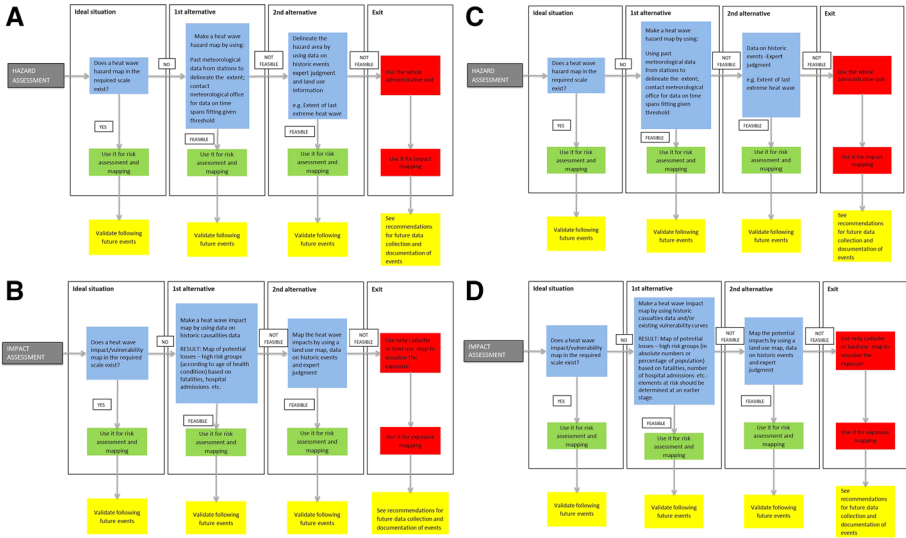 A
Ideal situation
1st alternative
2nd alternative
Exit
HAZARD
ASSESSMENT
Does a heat wave
hazard map in the
required scale
exist?
NO
Make a heat wave
hazard map by using:
Past meteorological
data from stations to
delineate the extent;
contact
meteorological office
for data on time
spans fitting given
threshold
NOT
FEASIBLE
Delineate the
hazard area by
using data on
historic events
expert judgment
and land use
information:
e.g. Extent of last
extreme heat wave
NOT
FEASIBLE
Use the whole
administrative unit
YES
FEASIBLE
FEASIBLE
Use it for risk
assessment and
mapping
Use it for risk
assessment and
mapping
Use it for risk
assessment and
mapping
Use it for impact
mapping
Validate following
future events
Validate following
future events
Validate following
future events
See
recommendations
for future data
collection and
documentation of
events
B
Ideal situation
1st alternative
2nd alternative
Exit
IMPACT
ASSESSMENT
Does a heat wave
impact/vulnerability
map in the required
scale exist?
NO
Make a heat wave impact
map by using data on
historic casualties data
RESULT: Map of potential
losses – high risk groups
(according to age of health
condition) based on
fatalities, hospital
admissions etc.
NOT
FEASIBLE
Map the heat wave
impacts by using a
land use map, data
on historic events
and expert
judgment
NOT
FEASIBLE
Use only cadaster
or land use map to
visualize the
exposure
YES
FEASIBLE
FEASIBLE
Use it for risk
assessment and
mapping
Use it for risk
assessment and
mapping
Use it for risk
assessment and
mapping
Use it for exposure
mapping
Validate following
future events
Validate following
future events
Validate following
future events
See recommendations for
future data collection and
documentation of events
C
Ideal situation
1st alternative
2nd alternative
Exit
HAZARD
ASSESSMENT
Does a heat wave
hazard map in the
required scale
exist?
NO
Make a heat wave
hazard map by using:
Using past
meteorological data
from stations to
delineate the extent;
contact meteorological
office for data on time
spans fitting given
threshold
NOT
FEASIBLE
Data on historic
events -Expert
judgment
e.g. Extent of last
extreme heat wave
NOT
FEASIBLE
Use the whole
administrative unit
YES
FEASIBLE
FEASIBLE
Use it for risk
assessment and
mapping
Use it for risk
assessment and
mapping
Use it for risk
assessment and
mapping
Use it for impact
mapping
Validate following
future events
Validate following
future events
Validate following
future events
See
recommendations
for future data
collection and
documentation of
events
D
Ideal situation
1st alternative
2nd alternative
Exit
IMPACT
ASSESSMENT
Does a heat wave
impact/vulnerability
map in the required
scale exist?
NO
Make a heat wave impact
map by using historic
casualties data and/or
existing vulnerability curves
RESULT: Map of potential
losses – high risk groups (in
absolute numbers or
percentage of population)
based on fatalities, number
of hospital admissions etc.-
elements at risk should be
determined at an earlier
stage.
NOT
FEASIBLE
Map the potential
impacts by using a
land use map, data
on historic events
and expert
judgment
NOT
FEASIBLE
Use only cadaster
or land use map to
visualize the
exposure
YES
FEASIBLE
FEASIBLE
Use it for risk
assessment and
mapping
Use it for risk
assessment and
mapping
Use it for risk
assessment and
mapping
Use it for exposure
mapping
Validate following
future events
Validate following
future events
Validate following
future events
See
recommendations
for future data
collection and
documentation of
events